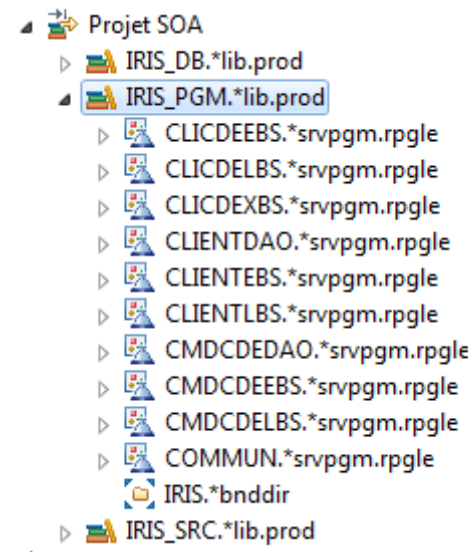 Projet SOA
IRIS_DB.*lib.prod
IRIS_PGM.*lib.prod
CLICDEEBS.*srvpgm.rpgle
CLICDELBS.*srvpgm.rpgle
CLICDEXBS.*srvpgm.rpgle
CLIENTDAO.*srvpgm.rpgle
CLIENTEBS.*srvpgm.rpgle
CLIENTLBS.*srvpgm.rpgle
CMDCDEDAO.*srvpgm.rpgle
CMDCDEEBS.*srvpgm.rpgle
CMDCDELBS.*srvpgm.rpgle
COMMUN.*srvpgm.rpgle
IRIS.*bnddir
IRIS_SRC.*lib.prod